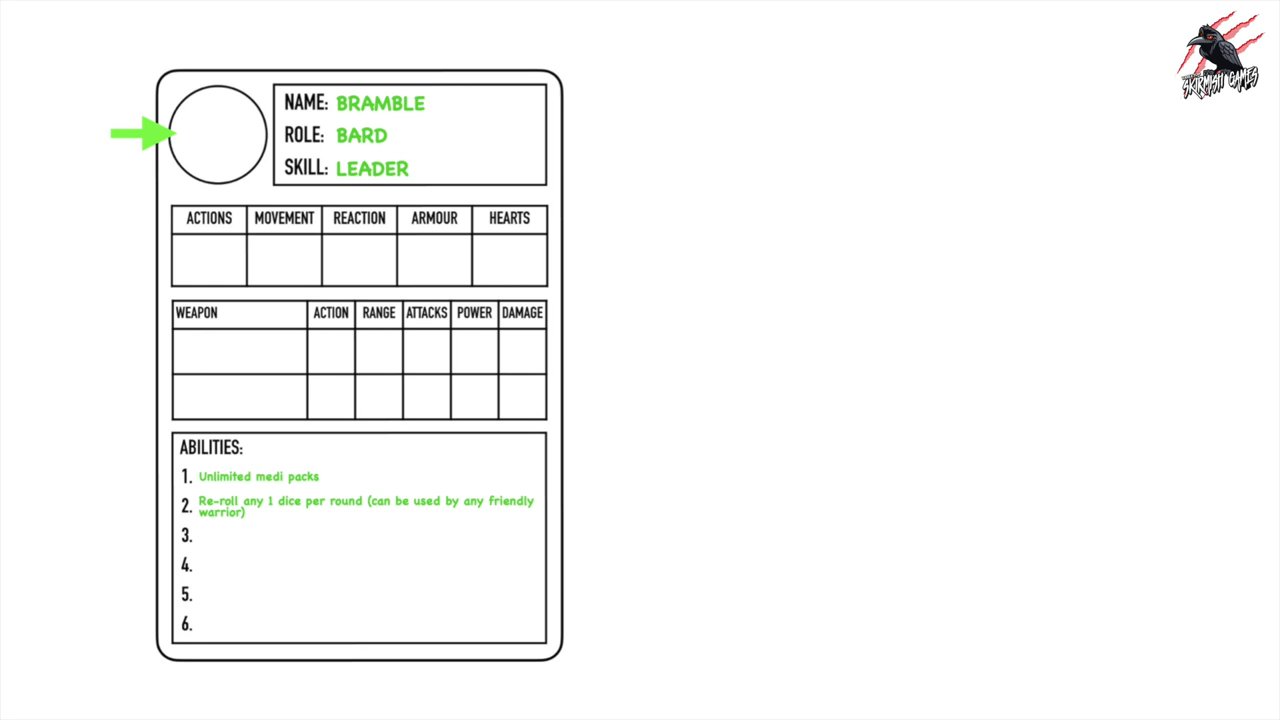 NAME: BRAMBLE
ROLE: BARD
SKILL: LEADER
ACTIONS MOVEMENT REACTION ARMOUR HEARTS
WEAPON ACTION RANGE ATTACKS POWER DAMAGE
ABILITIES:
1. Unlimited medi packs
2. Re-roll any 1 dice per round (can be used by any friendly
warrior)
3.
4.
5.
6.
SKIRMISH GAMES